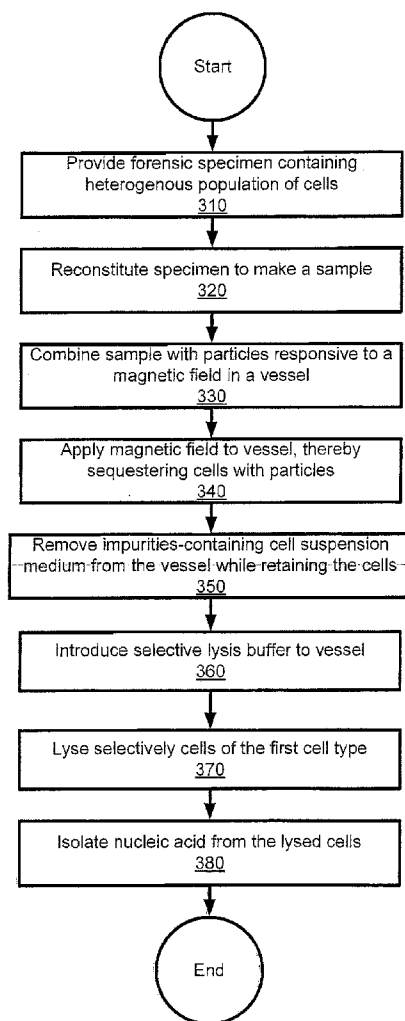 Start
Provide forensic specimen containing
heterogenous population of cells
310
Reconstitute specimen to make a sample
320
Combine sample with particles responsive to a
magnetic field in a vessel
330
Apply magnetic field to vessel, thereby
sequestering cells with particles
340
Remove impurities-containing cell suspension
medium from the vessel while retaining the cells
350
Introduce selective lysis buffer to vessel
360
Lyse selectively cells of the first cell type
370
Isolate nucleic acid from the lysed cells
380
End